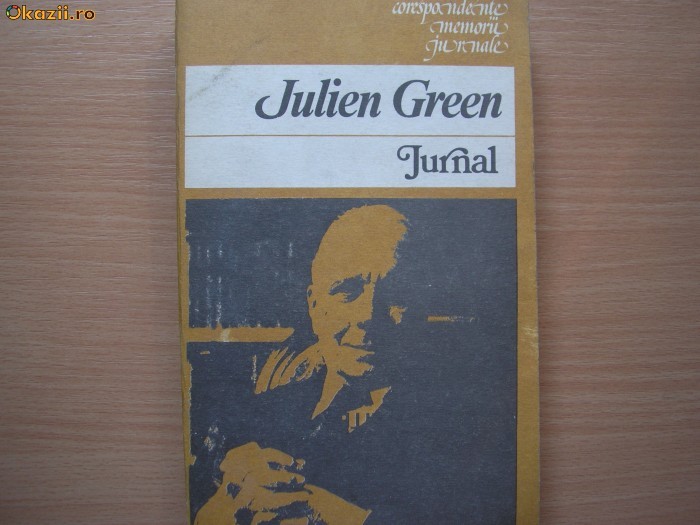 Okazii.ro
corespondențe
memorii
jurnale
Julien Green
Jurnal